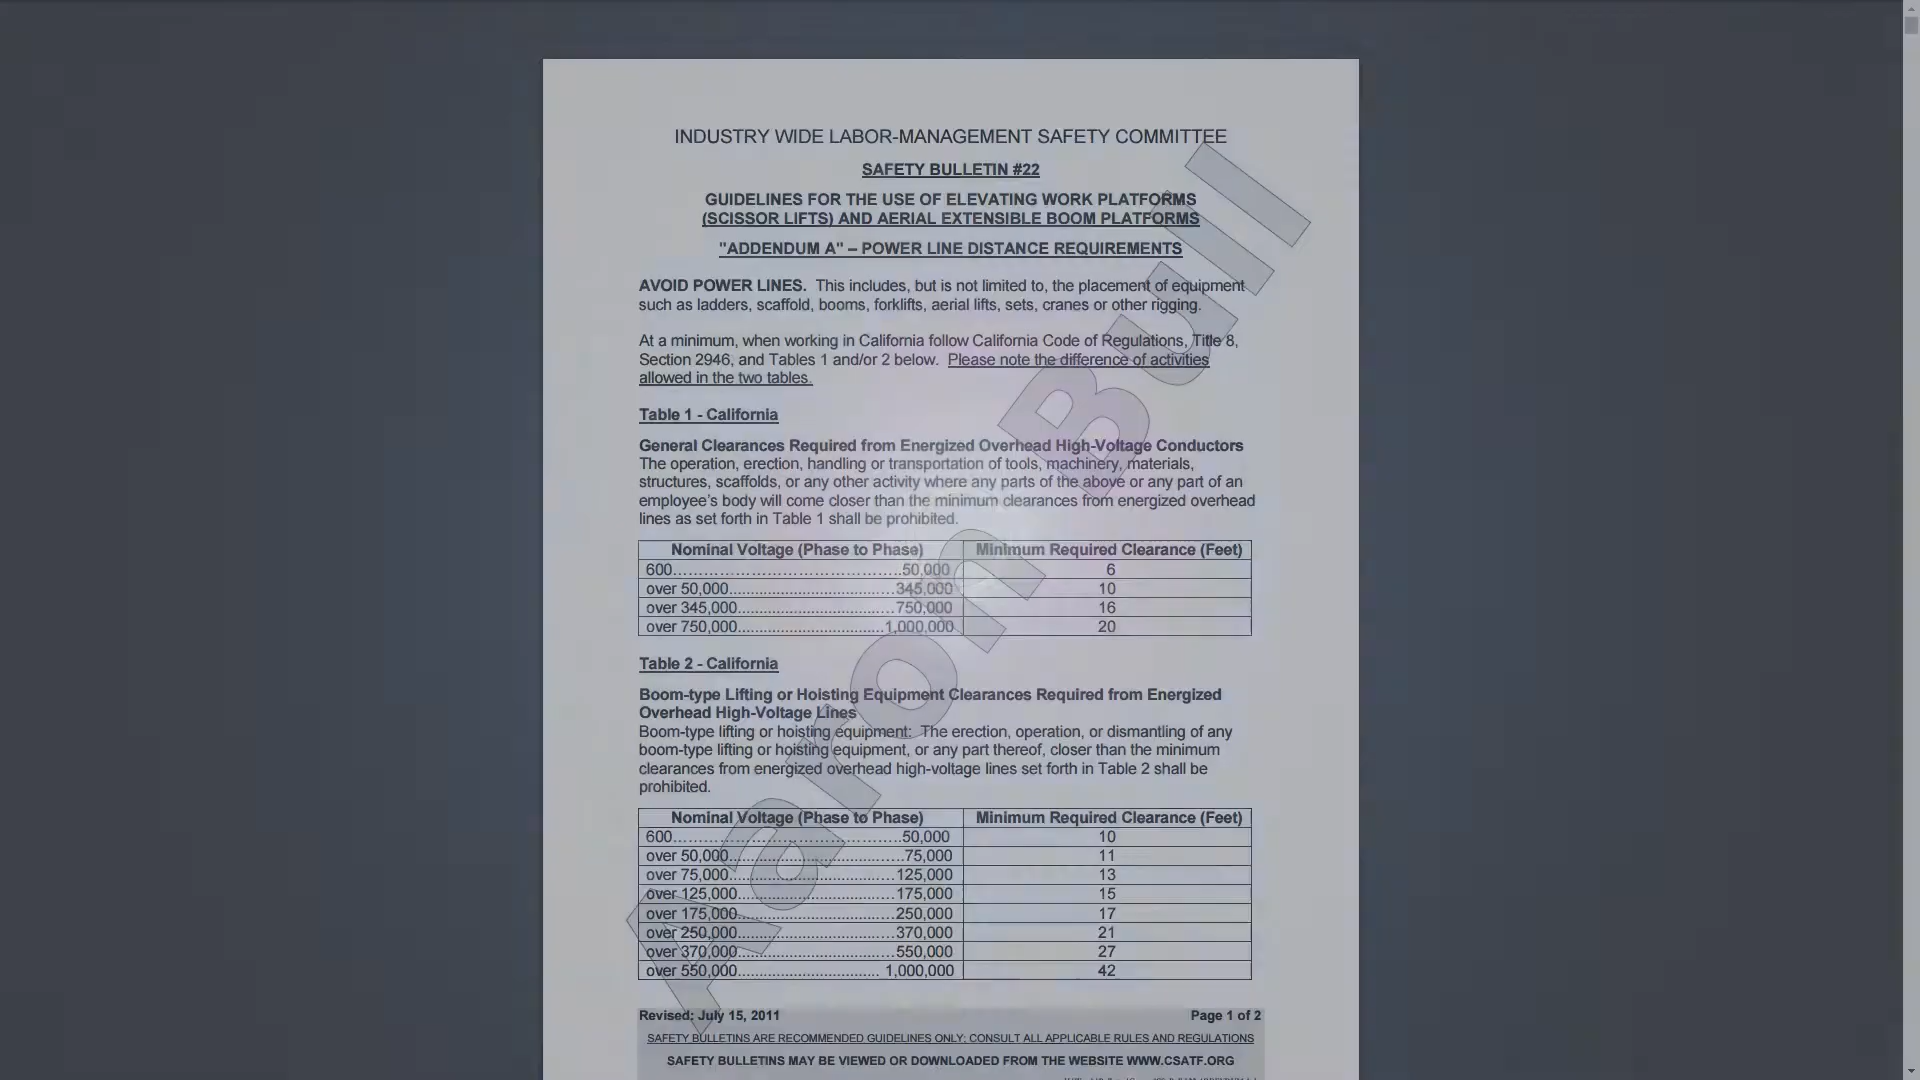 INDUSTRY WIDE LABOR-MANAGEMENT SAFETY COMMITTEE
SAFETY BULLETIN #22
GUIDELINES FOR THE USE OF ELEVATING WORK PLATFORMS
(SCISSOR LIFTS) AND AERIAL EXTENSIBLE BOOM PLATFORMS
"ADDENDUM A" – POWER LINE DISTANCE REQUIREMENTS
AVOID POWER LINES. This includes, but is not limited to, the placement of equipment
such as ladders, scaffold, booms, forklifts, aerial lifts, sets, cranes or other rigging.
At a minimum, when working in California follow California Code of Regulations, Title 8,
Section 2946, and Tables 1 and/or 2 below. Please note the difference of activities
allowed in the two tables.
Table 1 - California
General Clearances Required from Energized Overhead High-Voltage Conductors
The operation, erection, handling or transportation of tools, machinery, materials,
structures, scaffolds, or any other activity where any parts of the above or any part of an
employee's body will come closer than the minimum clearances from energized overhead
lines as set forth in Table 1 shall be prohibited.
Nominal Voltage (Phase to Phase) Minimum Required Clearance (Feet)
600..........................................50,000 6
over 50,000.......................................345,000 10
over 345,000.....................................750,000 16
over 750,000..................................1,000,000 20
Table 2 - California
Boom-type Lifting or Hoisting Equipment Clearances Required from Energized
Overhead High-Voltage Lines
Boom-type lifting or hoisting equipment: The erection, operation, or dismantling of any
boom-type lifting or hoisting equipment, or any part thereof, closer than the minimum
clearances from energized overhead high-voltage lines set forth in Table 2 shall be
prohibited.
Nominal Voltage (Phase to Phase) Minimum Required Clearance (Feet)
600..........................................50,000 10
over 50,000.........................................75,000 11
over 75,000.......................................125,000 13
over 125,000.....................................175,000 15
over 175,000.....................................250,000 17
over 250,000.....................................370,000 21
over 370,000.....................................550,000 27
over 550,000................................. 1,000,000 42
Revised: July 15, 2011 Page 1 of 2
SAFETY BULLETINS ARE RECOMMENDED GUIDELINES ONLY; CONSULT ALL APPLICABLE RULES AND REGULATIONS
SAFETY BULLETINS MAY BE VIEWED OR DOWNLOADED FROM THE WEBSITE WWW.CSATF.ORG
Aaron Bull